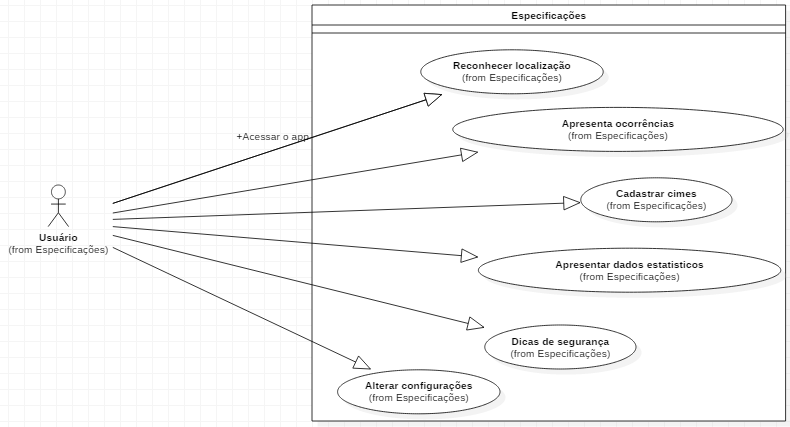 Especificações
Reconhecer localização
(from Especificações)
+Acessar o app
Apresenta ocorrências
(from Especificações)
Cadastrar cimes
(from Especificações)
Usuário
(from Especificações)
Apresentar dados estatisticos
(from Especificações)
Dicas de segurança
(from Especificações)
Alterar configurações
(from Especificações)